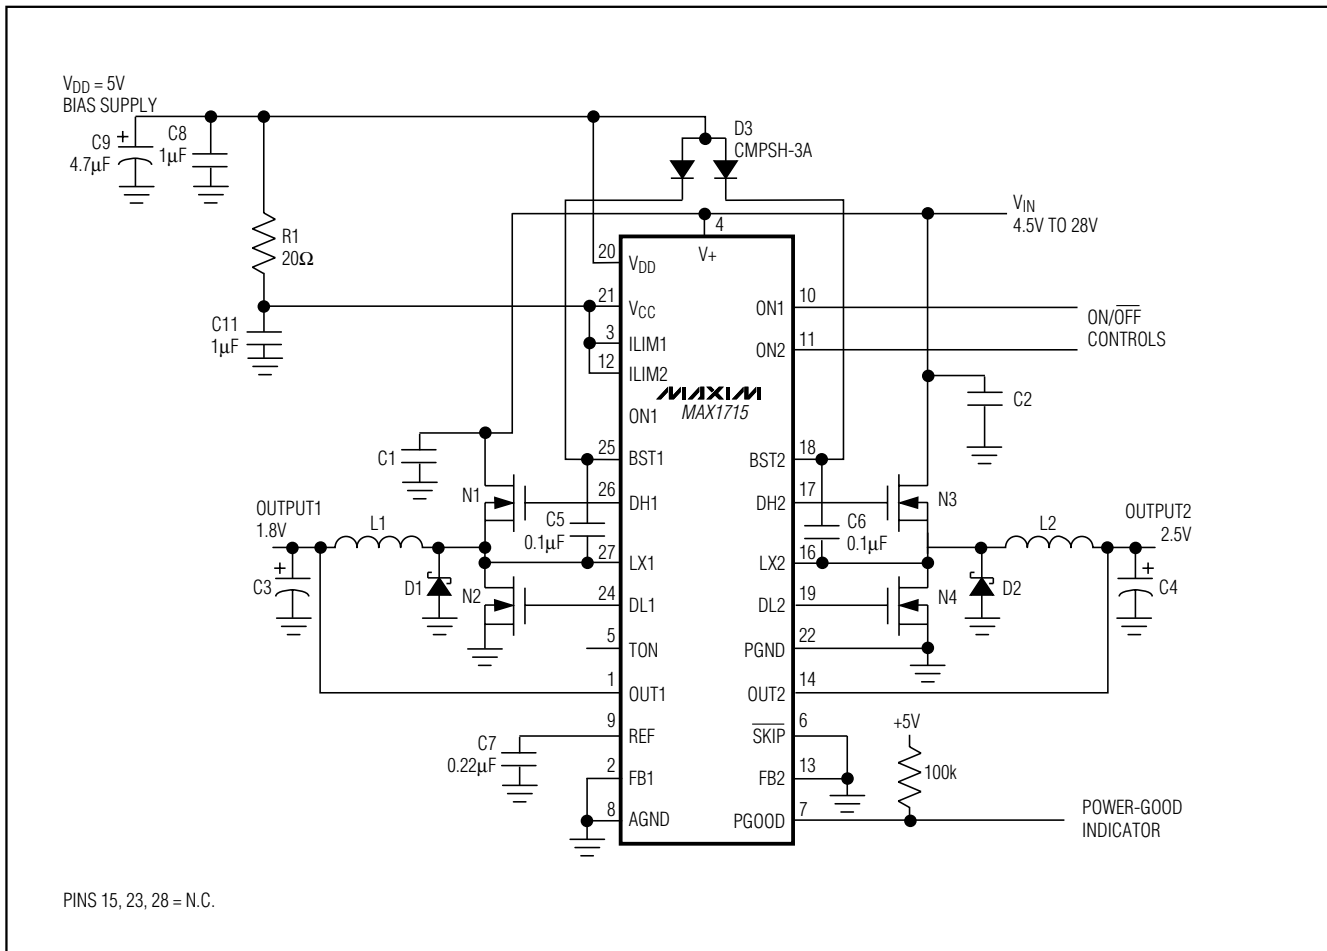 VDD = 5V
BIAS SUPPLY
C9
+
4.7µF
C8
1µF
D3
CMPSH-3A
R1
20Ω
VIN
4.5V TO 28V
4
V+
20
VDD
21
VCC
3
ILIM1
12
ILIM2
C11
1µF
10
ON1
11
ON2
ON/OFF
CONTROLS
MAXIM
MAX1715
ON1
C1
C2
25
BST1
18
BST2
N1
26
DH1
17
DH2
N3
OUTPUT1
1.8V
L1
C5
0.1µF
C6
0.1µF
L2
OUTPUT2
2.5V
27
LX1
16
LX2
+
C3
D1
N2
24
DL1
19
DL2
N4
D2
+
C4
5
TON
22
PGND
1
OUT1
14
OUT2
9
REF
6
SKIP
+5V
C7
0.22µF
100k
2
FB1
13
FB2
8
AGND
7
PGOOD
POWER-GOOD
INDICATOR
PINS 15, 23, 28 = N.C.